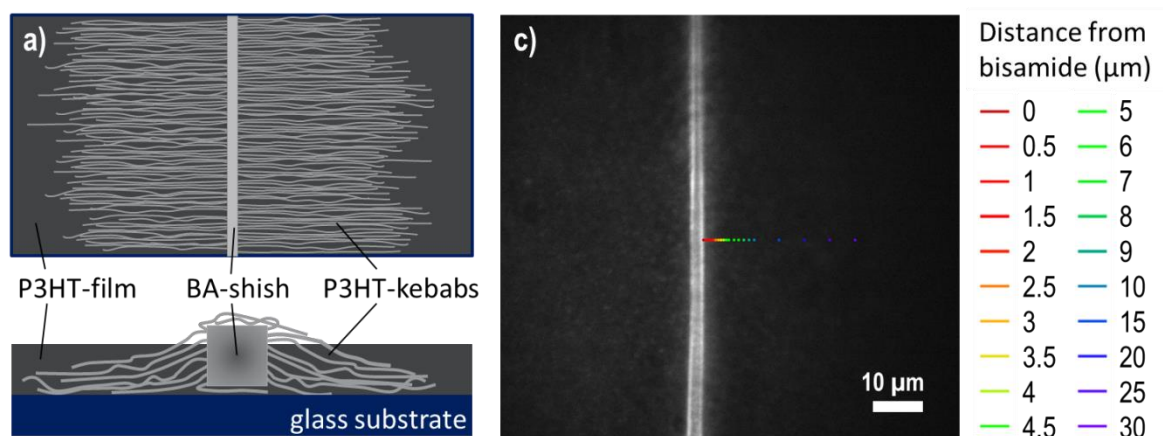 a)
P3HT-film
BA-shish
P3HT-kebabs
glass substrate
c)
10 µm
Distance from
bisamide (µm)
0
0.5
1
1.5
2
2.5
3
3.5
4
4.5
5
6
7
8
9
10
15
20
25
30